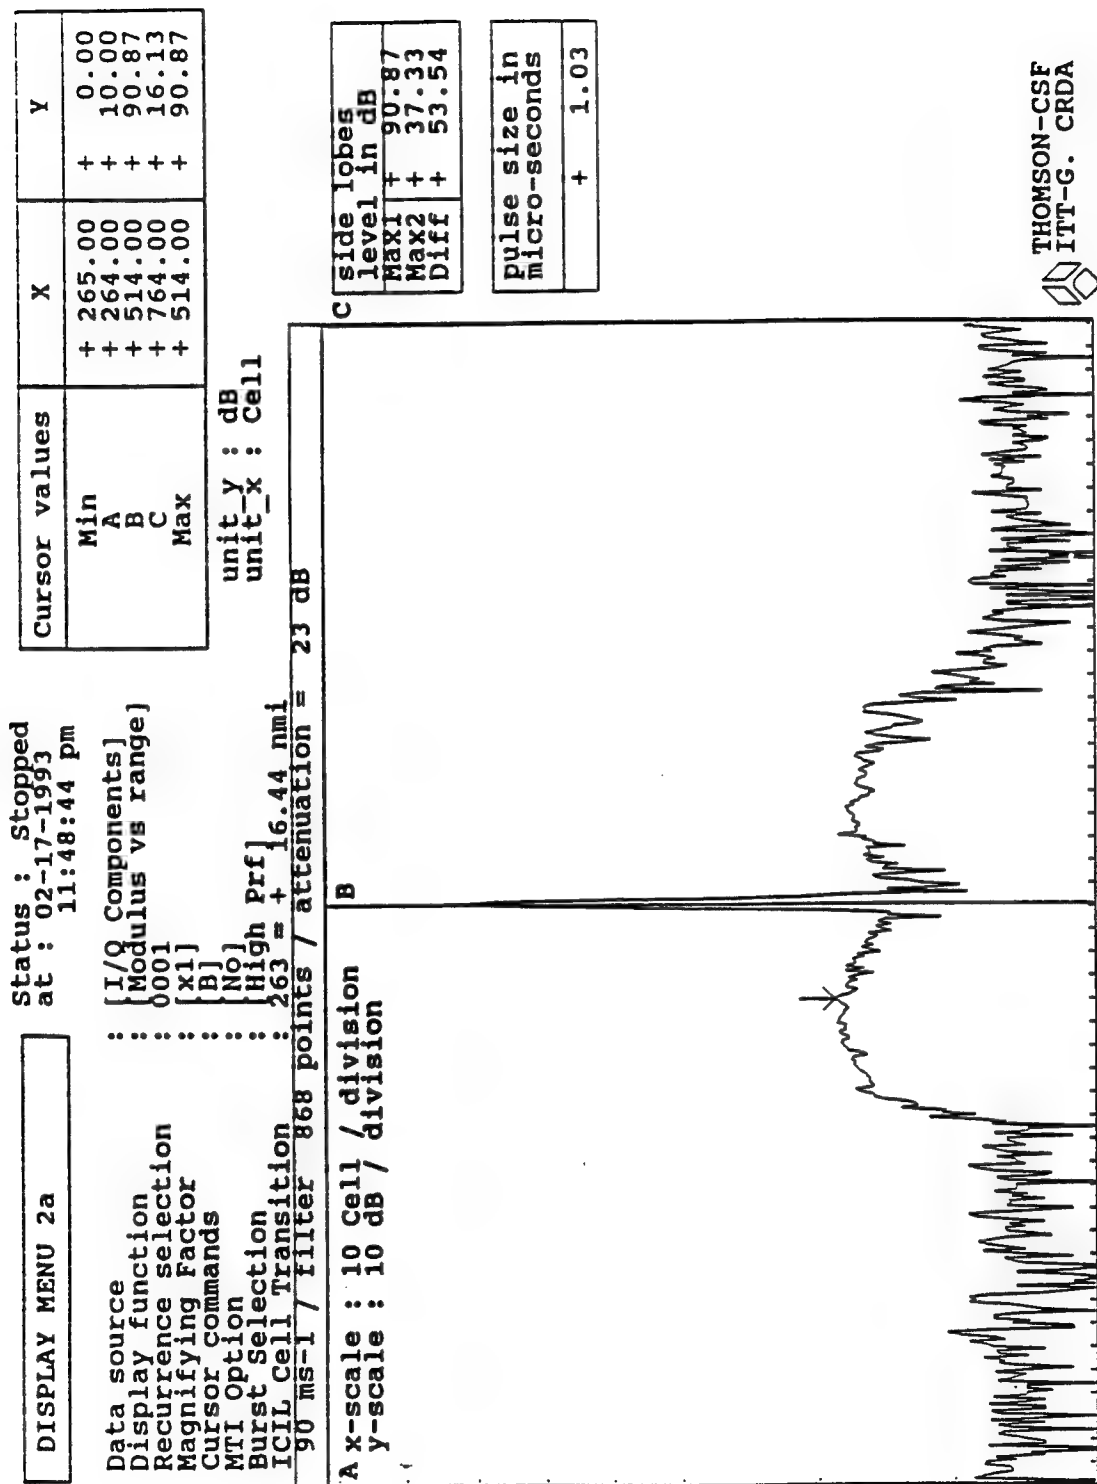 DISPLAY MENU 2a
Status : Stopped
at : 02-17-1993
11:48:44 pm
Data source : [I/Q Components]
Display function : [Modulus vs range]
Recurrence selection : 0001
Magnifying Factor : [x1]
Cursor commands : [B]
MTI Option : [No]
Burst Selection : [High Prf]
ICIL Cell Transition : 263 = + 16.44 nmi
90 ms-1 / filter 868 points / attenuation = 23 dB
Cursor values X Y
Min + 265.00 + 0.00
A + 264.00 + 10.00
B + 514.00 + 90.87
C + 764.00 + 16.13
Max + 514.00 + 90.87
unit_y : dB
unit_x : Cell
A x-scale : 10 Cell / division
y-scale : 10 dB / division
B
C
side lobes
level in dB
Max1 + 90.87
Max2 + 37.33
Diff + 53.54
pulse size in
micro-seconds
+ 1.03
THOMSON-CSF
ITT-G. CRDA